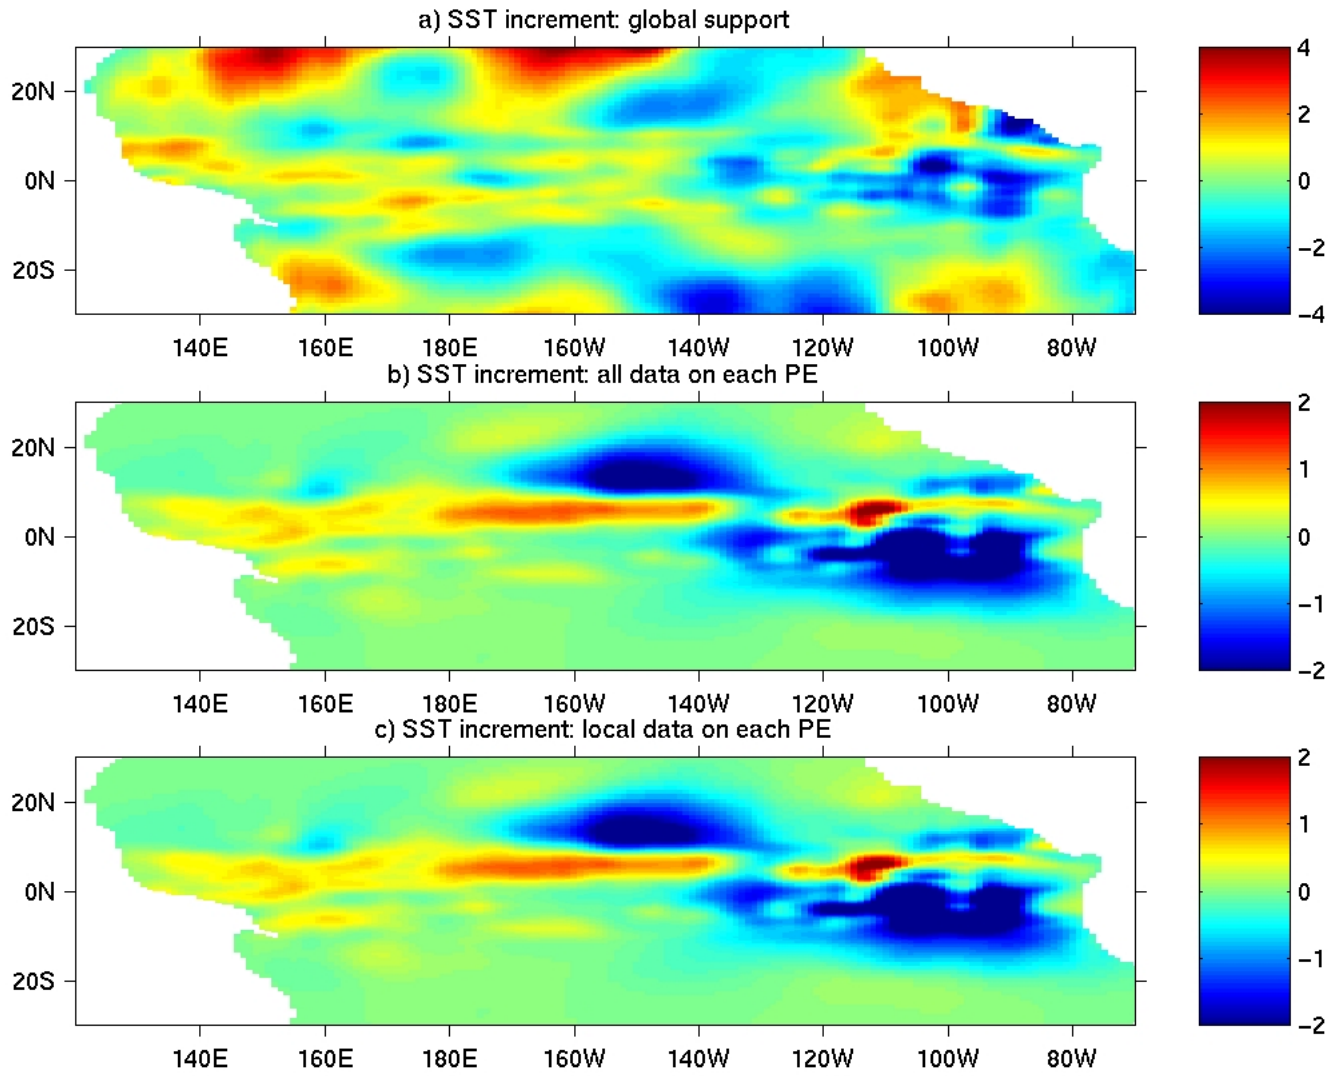 a) SST increment: global support
20N
0N
20S
140E 160E 180E 160W 140W 120W 100W 80W
4
2
0
−2
−4
b) SST increment: all data on each PE
20N
0N
20S
140E 160E 180E 160W 140W 120W 100W 80W
2
1
0
−1
−2
c) SST increment: local data on each PE
20N
0N
20S
140E 160E 180E 160W 140W 120W 100W 80W
2
1
0
−1
−2